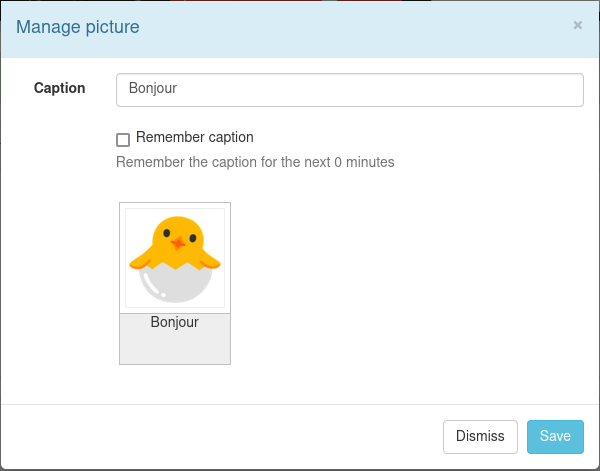 Manage picture ×
Caption
Bonjour
Remember caption
Remember the caption for the next 0 minutes
Bonjour
Dismiss
Save